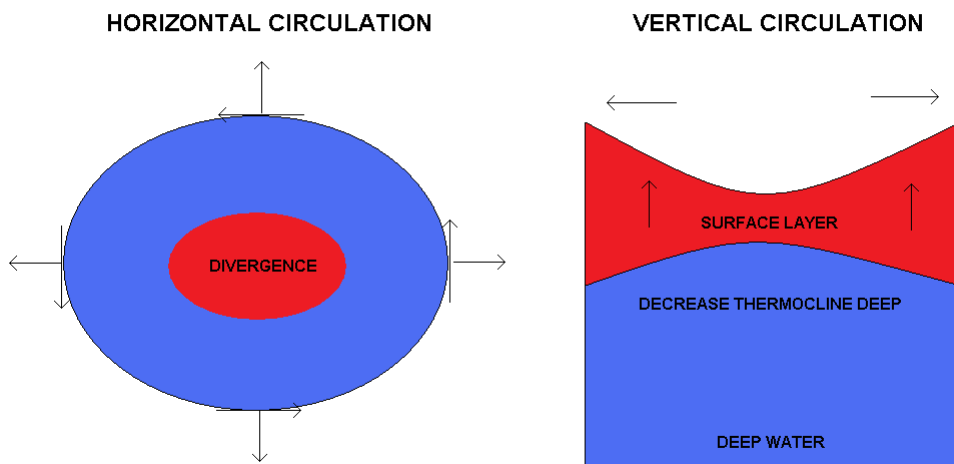 HORIZONTAL CIRCULATION
VERTICAL CIRCULATION
DIVERGENCE
SURFACE LAYER
DECREASE THERMOCLINE DEEP
DEEP WATER